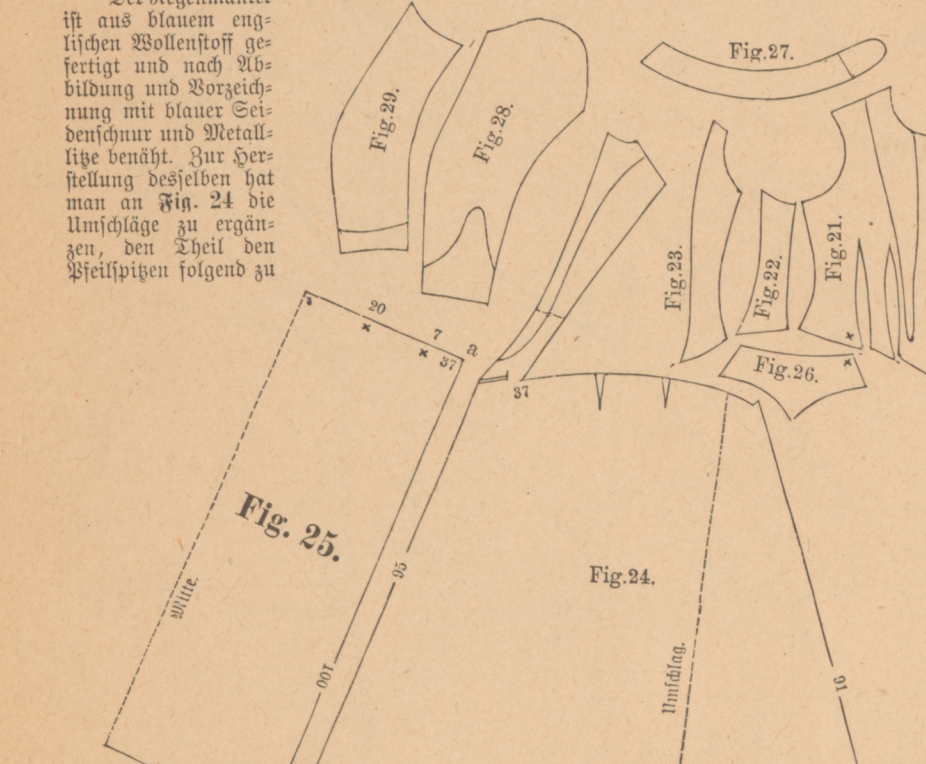 Der Regenmantel
ist aus blauem eng-
lischen Wollenstoff ge-
fertigt und nach Ab-
bildung und Vorzeich-
nung mit blauer Sei-
denschnur und Metall-
litze benäht. Zur Her-
stellung desselben hat
man an Fig. 24 die
Umschläge zu ergän-
zen, den Theil den
Pfeilspitzen folgend zu
Fig. 29.
Fig. 28.
Fig. 27.
Fig. 23.
Fig. 22.
Fig. 21.
Fig. 26.
20
7
a
37
37
Fig. 25.
Mitte.
95
100
Fig. 24.
Umschlag.
91